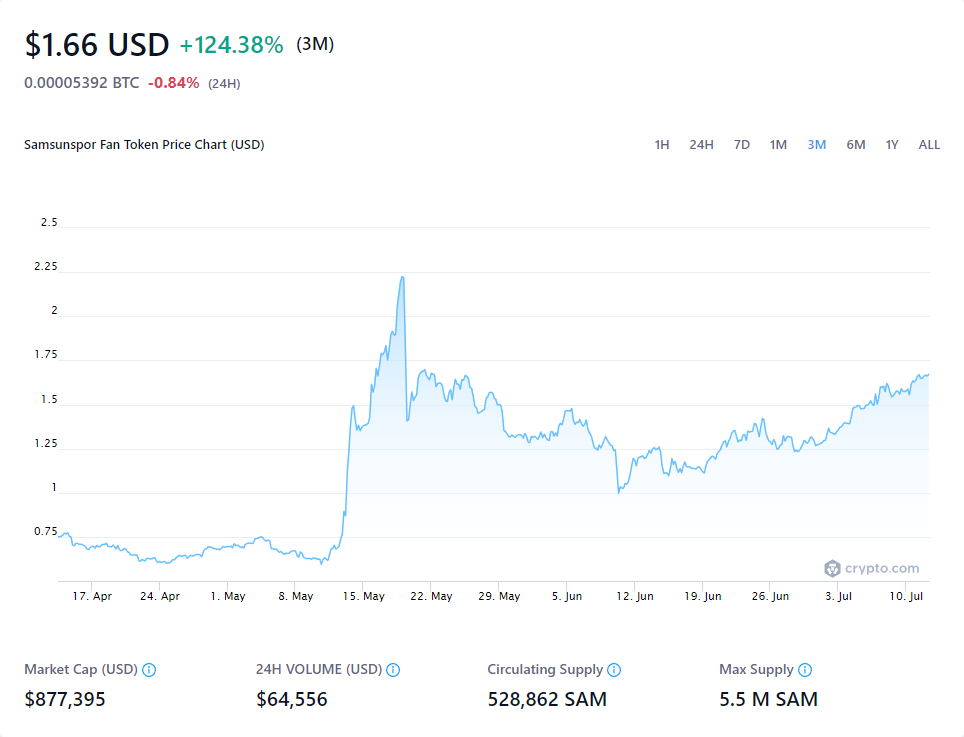 $1.66 USD +124.38% (3M)
0.00005392 BTC -0.84% (24H)
Samsunspor Fan Token Price Chart (USD) 1H 24H 7D 1M 3M 6M 1Y ALL
2.5
2.25
2
1.75
1.5
1.25
1
0.75
crypto.com
17. Apr 24. Apr 1. May 8. May 15. May 22. May 29. May 5. Jun 12. Jun 19. Jun 26. Jun 3. Jul 10. Jul
Market Cap (USD) 24H VOLUME (USD) Circulating Supply Max Supply
$877,395 $64,556 528,862 SAM 5.5 M SAM